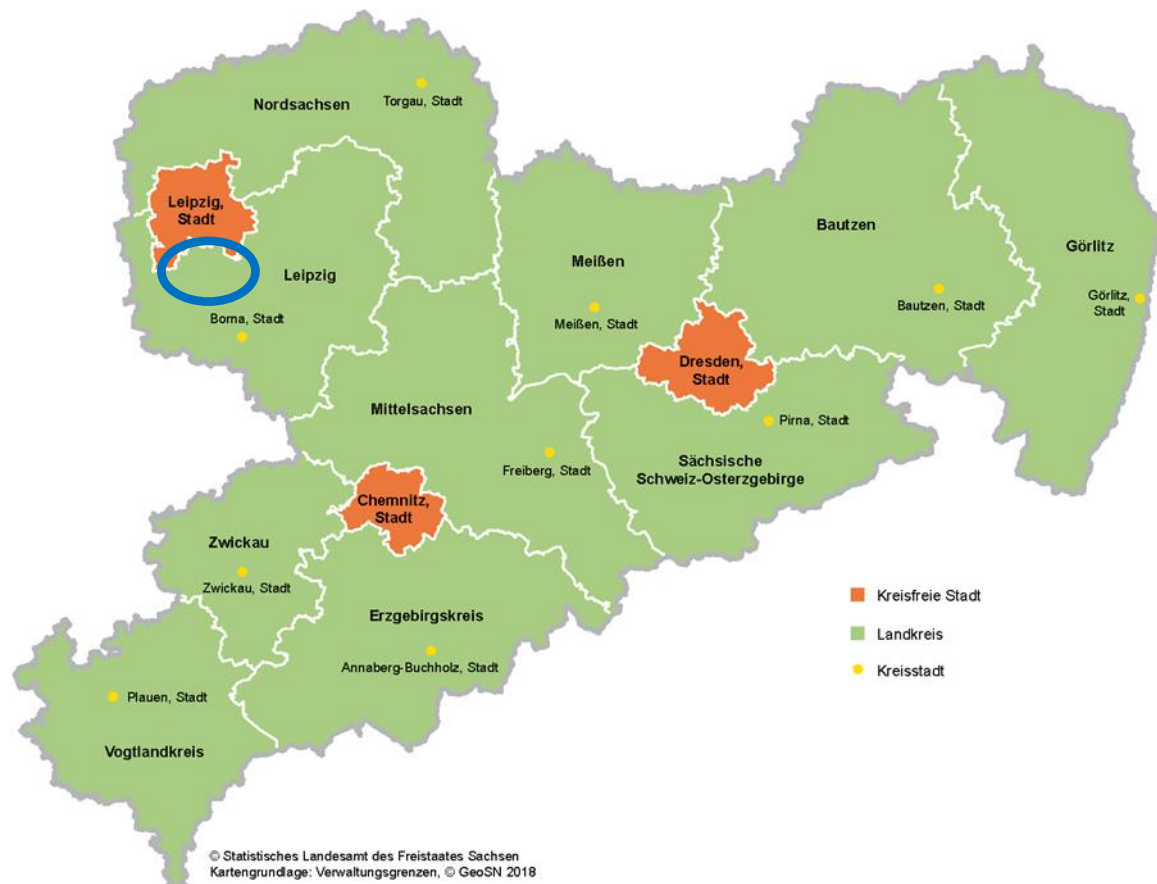 Nordsachsen
Torgau, Stadt
Leipzig,
Stadt
Leipzig
Borna, Stadt
Meißen
Meißen, Stadt
Bautzen
Bautzen, Stadt
Görlitz
Görlitz,
Stadt
Dresden,
Stadt
Mittelsachsen
Freiberg, Stadt
Pirna, Stadt
Sächsische
Schweiz-Osterzgebirge
Chemnitz,
Stadt
Zwickau
Zwickau, Stadt
Erzgebirgskreis
Annaberg-Buchholz, Stadt
Plauen, Stadt
Vogtlandkreis
Kreisfreie Stadt
Landkreis
Kreisstadt
© Statistisches Landesamt des Freistaates Sachsen
Kartengrundlage: Verwaltungsgrenzen, © GeoSN 2018